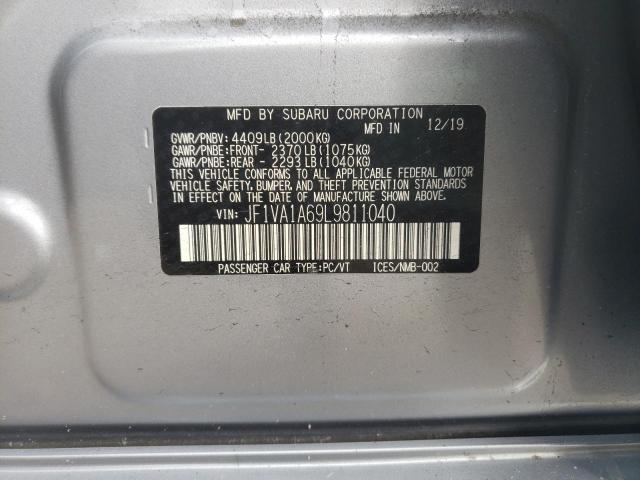 MFD BY SUBARU CORPORATION
MFD IN 12/19
GVWR/PNBV: 4409LB(2000KG)
GAWR/PNBE:FRONT- 2370LB(1075KG)
GAWR/PNBE:REAR - 2293LB(1040KG)
THIS VEHICLE CONFORMS TO ALL APPLICABLE FEDERAL MOTOR
VEHICLE SAFETY, BUMPER, AND THEFT PREVENTION STANDARDS
IN EFFECT ON THE DATE OF MANUFACTURE SHOWN ABOVE.
VIN: JF1VA1A69L9811040
PASSENGER CAR TYPE:PC/VT ICES/NMB-002